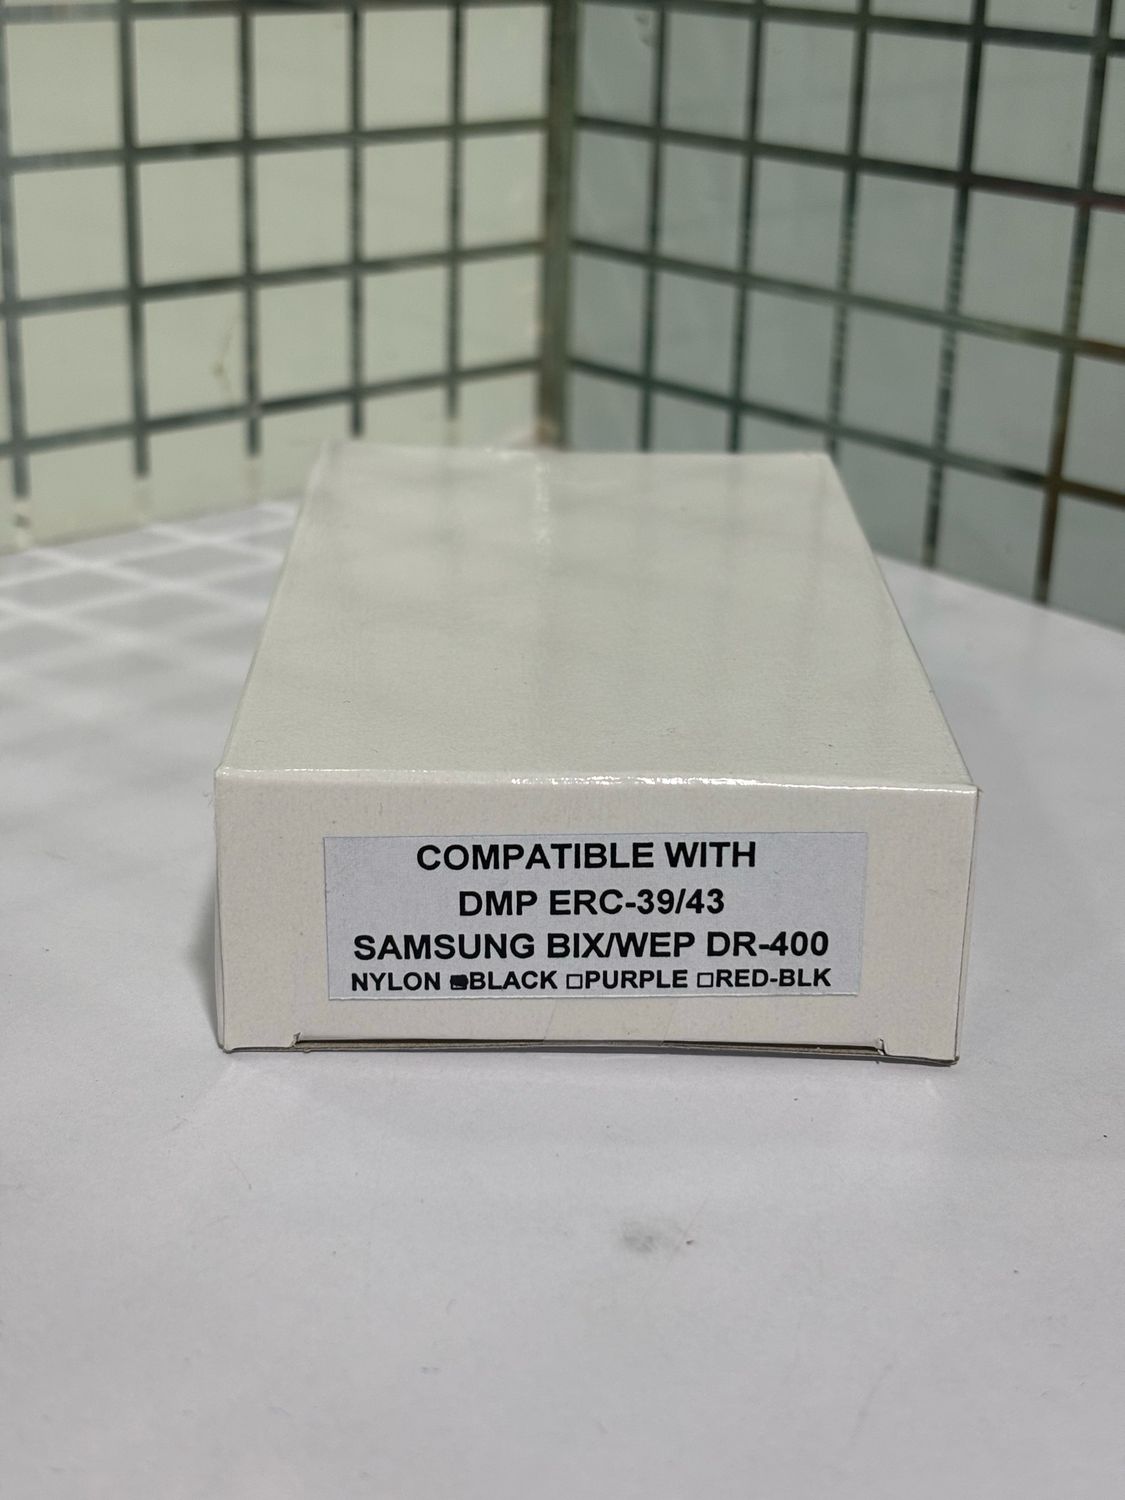 COMPATIBLE WITH
DMP ERC-39/43
SAMSUNG BIX/WEP DR-400
NYLON ■BLACK □PURPLE □RED-BLK